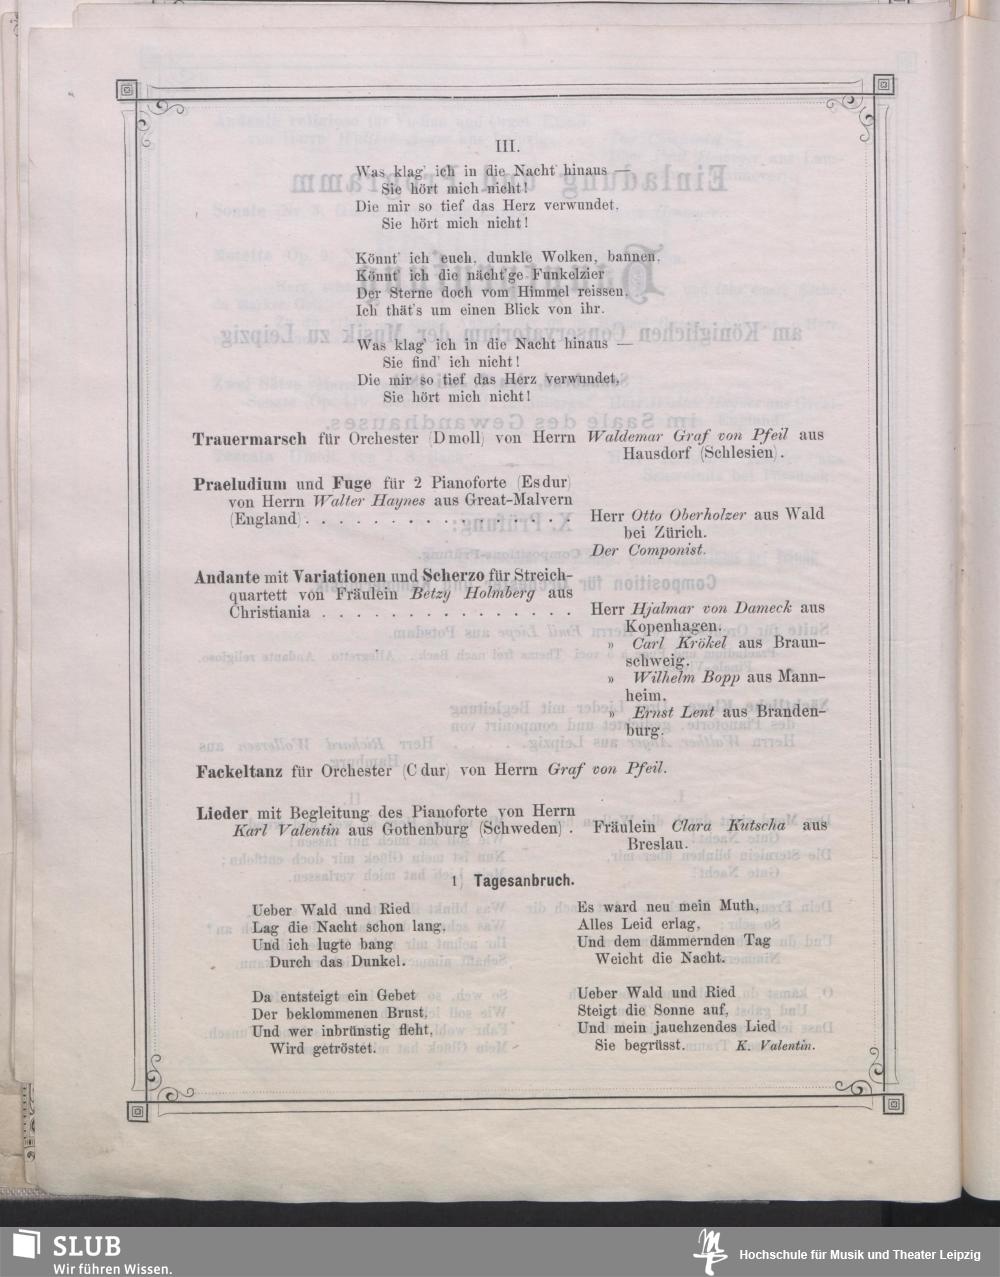 III.
Was klag' ich in die Nacht hinaus —
Sie hört mich nicht!
Die mir so tief das Herz verwundet,
Sie hört mich nicht!
Könnt' ich euch, dunkle Wolken, bannen,
Könnt' ich die nächt'ge Funkelzier
Der Sterne doch vom Himmel reissen,
Ich thät's um einen Blick von ihr.
Was klag' ich in die Nacht hinaus —
Sie find' ich nicht!
Die mir so tief das Herz verwundet,
Sie hört mich nicht!
Trauermarsch für Orchester (D moll) von Herrn Waldemar Graf von Pfeil aus
Hausdorf (Schlesien).
Praeludium und Fuge für 2 Pianoforte (Es dur)
von Herrn Walter Haynes aus Great-Malvern
(England) . . . . . . . . . . . . . . . . . Herr Otto Oberholzer aus Wald
bei Zürich.
Der Componist.
Andante mit Variationen und Scherzo für Streich-
quartett von Fräulein Betzy Holmberg aus
Christiania . . . . . . . . . . . . . . . . Herr Hjalmar von Dameck aus
Kopenhagen.
» Carl Krökel aus Braun-
schweig.
» Wilhelm Bopp aus Mann-
heim.
» Ernst Lent aus Branden-
burg.
Fackeltanz für Orchester (C dur) von Herrn Graf von Pfeil.
Lieder mit Begleitung des Pianoforte von Herrn
Karl Valentin aus Gothenburg (Schweden) . Fräulein Clara Kutscha aus
Breslau.
1) Tagesanbruch.
Ueber Wald und Ried
Lag die Nacht schon lang,
Und ich lugte bang
Durch das Dunkel.
Da entsteigt ein Gebet
Der beklommenen Brust,
Und wer inbrünstig fleht,
Wird getröstet.
Es ward neu mein Muth,
Alles Leid erlag,
Und dem dämmernden Tag
Weicht die Nacht.
Ueber Wald und Ried
Steigt die Sonne auf,
Und mein jauchzendes Lied
Sie begrüsst. K. Valentin.
SLUB
Wir führen Wissen.
Hochschule für Musik und Theater Leipzig